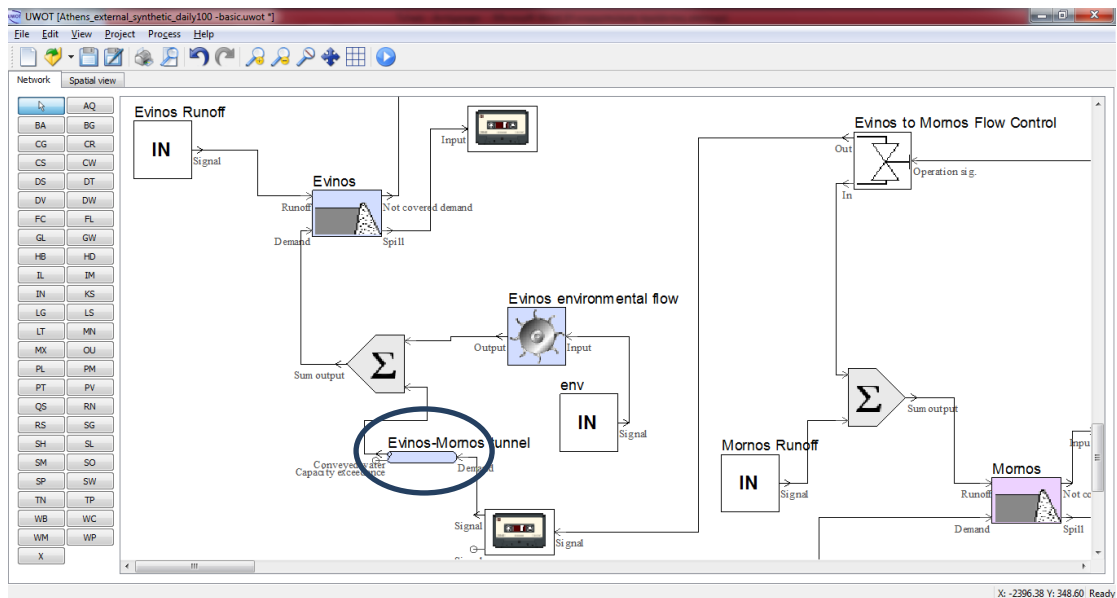 UWOT [Athens_external_synthetic_daily100 -basic.uwot *]
File Edit View Project Process Help
Network Spatial view
AQ
BA BG
CG CR
CS CW
DS DT
DV DW
FC FL
GL GW
HB HD
IL IM
IN KS
LG LS
LT MN
MX OU
PL PM
PT PV
QS RN
RS SG
SH SL
SM SO
SP SW
TN TP
WB WC
WM WP
X
Evinos Runoff
IN
Signal
Input
Evinos to Mornos Flow Control
Out
Operation sig.
In
Evinos
Runoff
Not covered demand
Demand
Spill
Evinos environmental flow
Output
Input
Σ
Sum output
env
IN
Signal
Evinos-Mornos tunnel
Conveyed water
Capacity exceedance
Demand
Signal
Signal
Σ
Sum output
Mornos Runoff
IN
Signal
Mornos
Runoff
Demand
Spill
X: -2396.38 Y: 348.60 Ready